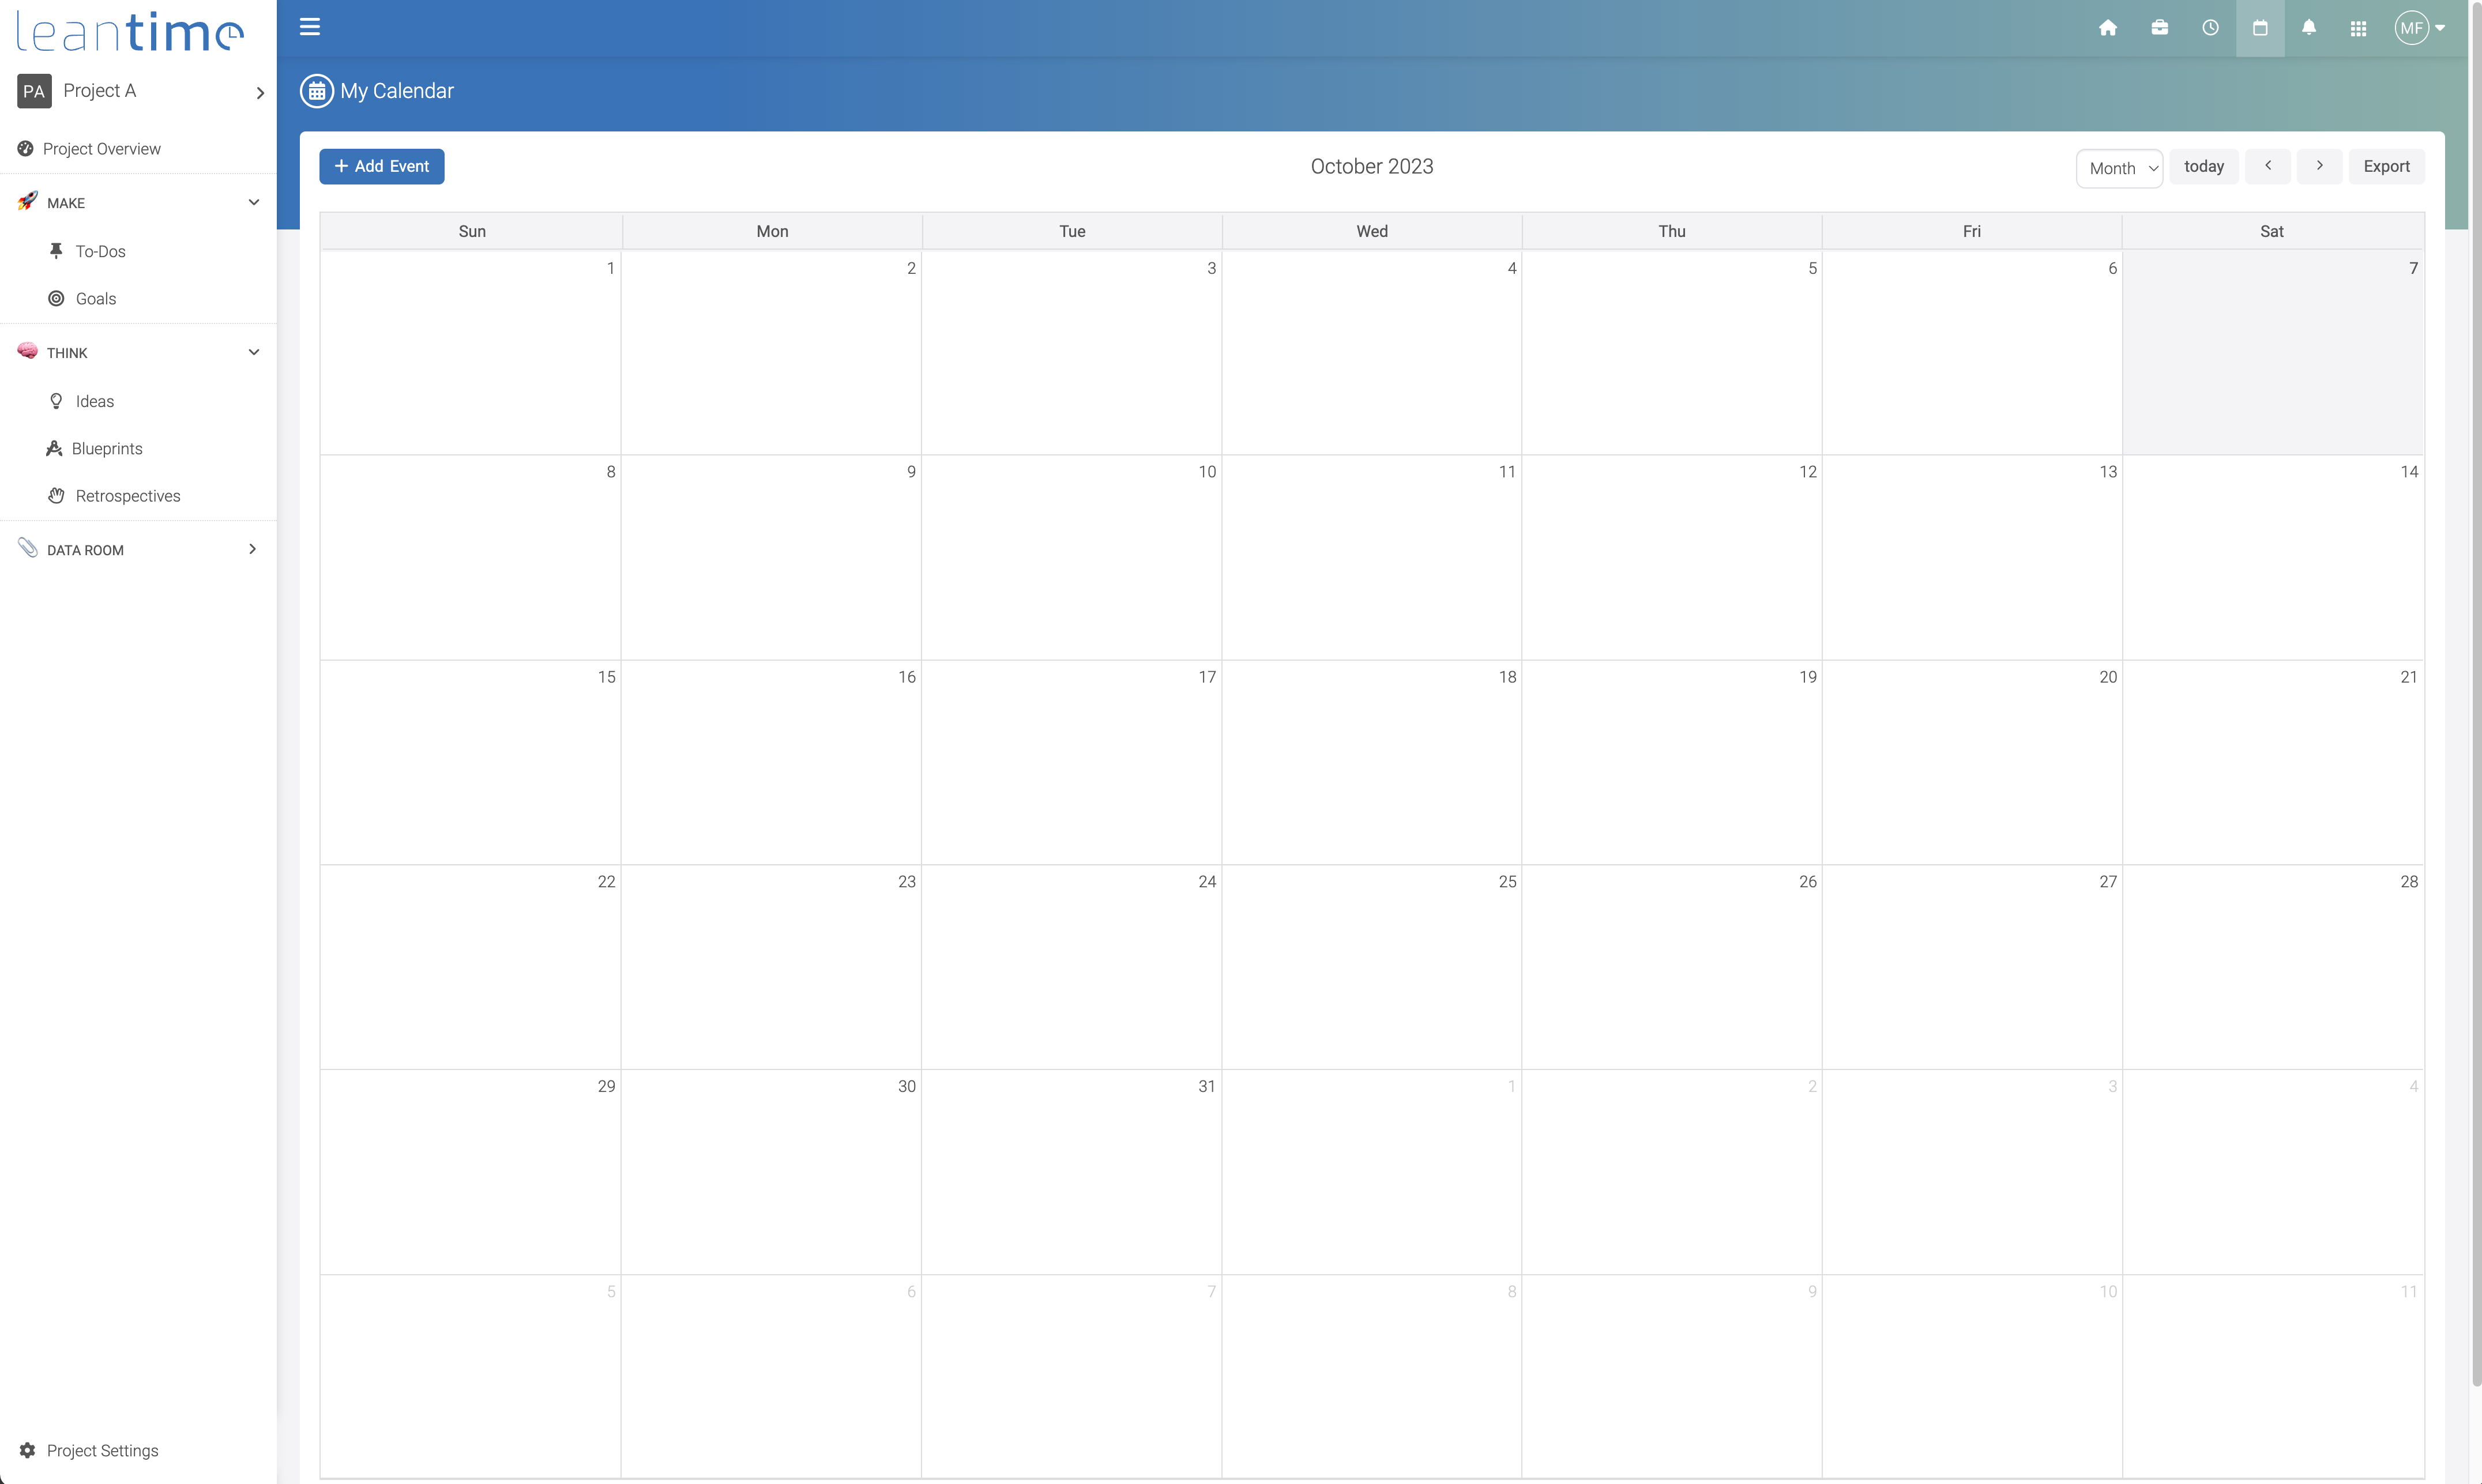 leantime
PA Project A
Project Overview
MAKE
To-Dos
Goals
THINK
Ideas
Blueprints
Retrospectives
DATA ROOM
Project Settings
MF
My Calendar
+ Add Event
October 2023
Month today < > Export
Sun Mon Tue Wed Thu Fri Sat
1 2 3 4 5 6 7
8 9 10 11 12 13 14
15 16 17 18 19 20 21
22 23 24 25 26 27 28
29 30 31 1 2 3 4
5 6 7 8 9 10 11